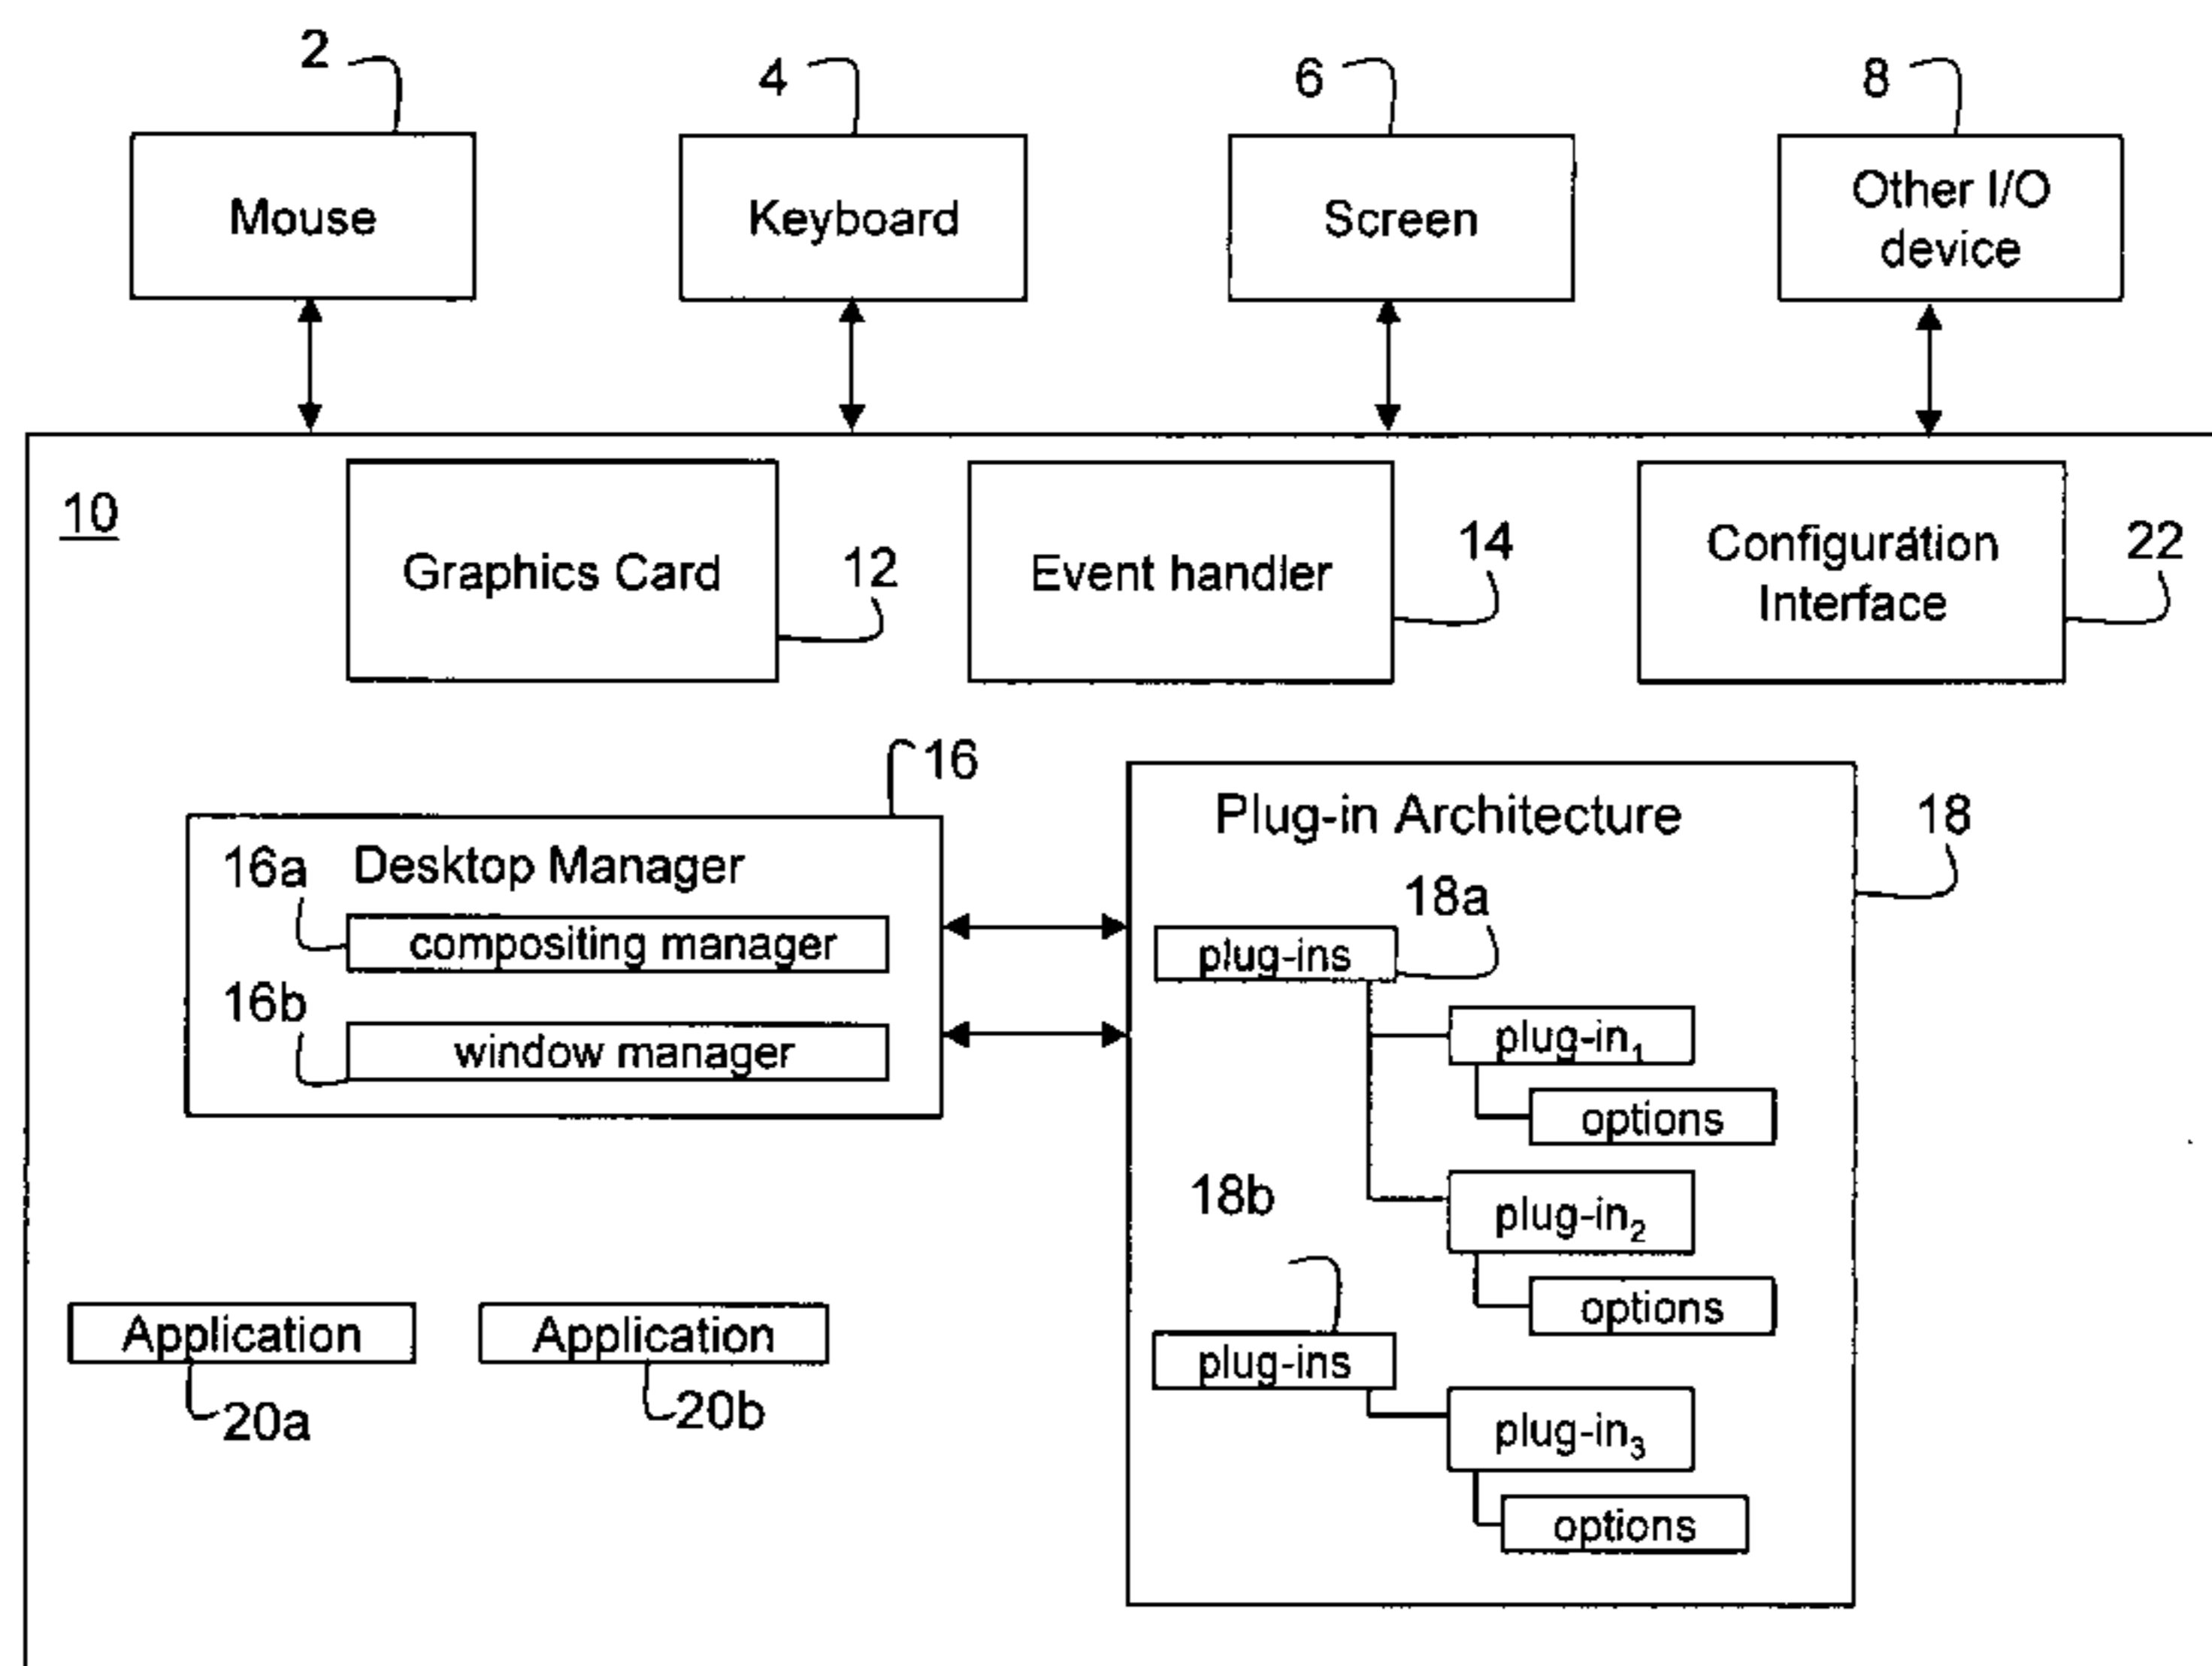 2
4
6
8
Mouse
Keyboard
Screen
Other I/O
device
10
Graphics Card
12
Event handler
14
Configuration
Interface
22
16
Desktop Manager
16a
compositing manager
16b
window manager
Plug-in Architecture
18
18a
plug-ins
plug-in₁
options
plug-in₂
options
18b
plug-ins
plug-in₃
options
Application
20a
Application
20b